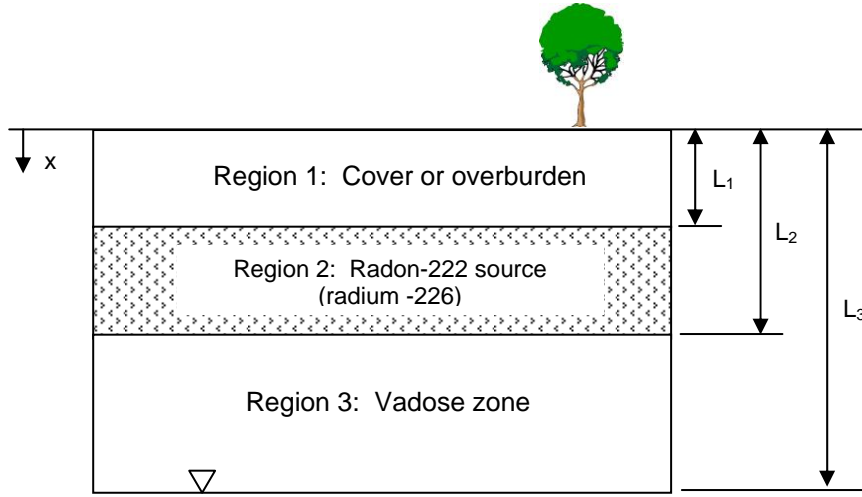 x
Region 1: Cover or overburden
L₁
Region 2: Radon-222 source
(radium -226)
L₂
L₃
Region 3: Vadose zone